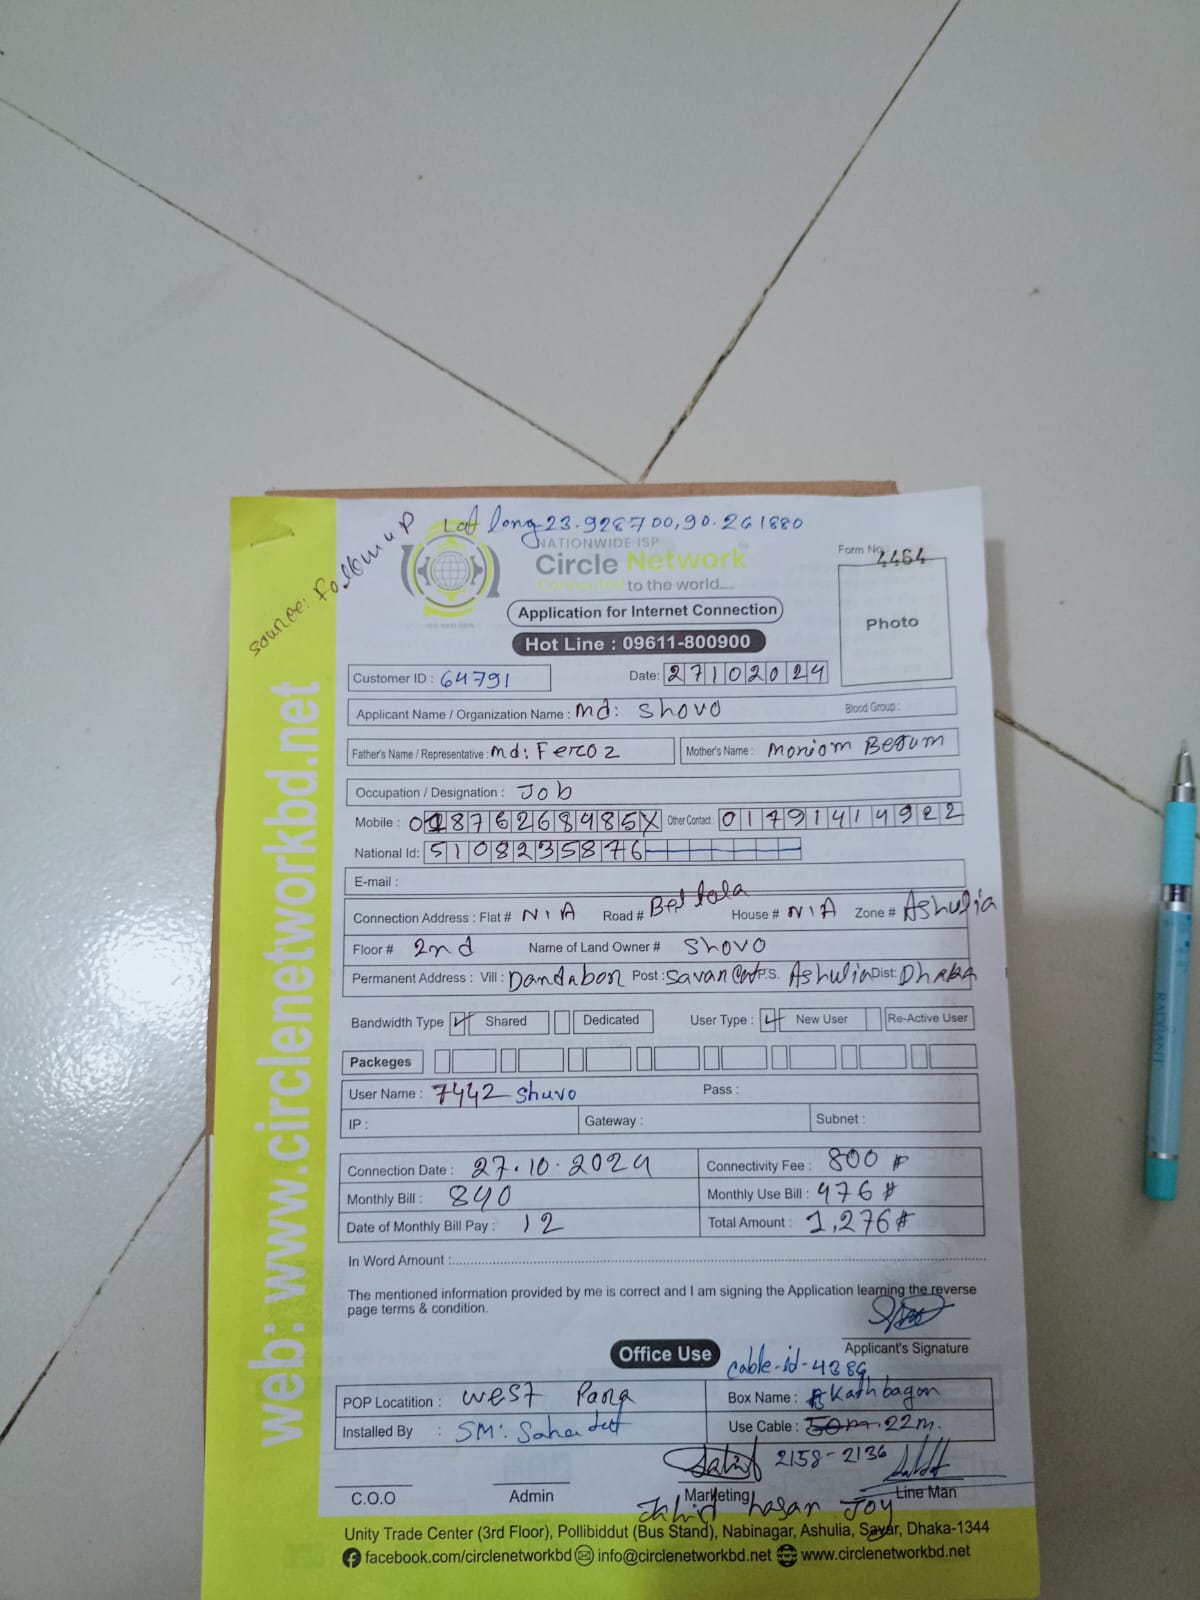 Lat long 23.928700,90.261880
source: Followup
NATIONWIDE ISP
Circle Network
Connected to the world.....
Form No.: 4464
Photo
Application for Internet Connection
Hot Line : 09611-800900
Customer ID : 64791
Date: 27102024
Applicant Name / Organization Name : md: Shovo
Blood Group :
Father's Name / Representative : md: Feroz
Mother's Name : Moniom Begum
Occupation / Designation : Job
Mobile : 01876268985X Other Contact : 01791414922
National Id: 5108235876
E-mail :
Connection Address : Flat # N/A Road # Bettola House # N/A Zone # Ashulia
Floor # 2nd Name of Land Owner # Shovo
Permanent Address : Vill : Dandabor Post : Savar Cant P.S. Ashulia Dist: Dhaka
Bandwidth Type Shared Dedicated User Type : New User Re-Active User
Packeges
User Name : 7442 Shuvo Pass :
IP : Gateway : Subnet :
Connection Date : 27.10.2024 Connectivity Fee : 800
Monthly Bill : 840 Monthly Use Bill : 476
Date of Monthly Bill Pay : 12 Total Amount : 1,276
In Word Amount :
The mentioned information provided by me is correct and I am signing the Application learning the reverse
page terms & condition.
Applicant's Signature
Office Use
cable-id-4389
POP Locatition : West Para Box Name : Kathbagan
Installed By : SM: Use Cable : 50m. 22m.
2158-2136
C.O.O Admin Marketing Line Man
Jahid hasan Joy
Unity Trade Center (3rd Floor), Pollibiddut (Bus Stand), Nabinagar, Ashulia, Savar, Dhaka-1344
facebook.com/circlenetworkbd info@circlenetworkbd.net www.circlenetworkbd.net
web: www.circlenetworkbd.net
RADIANT